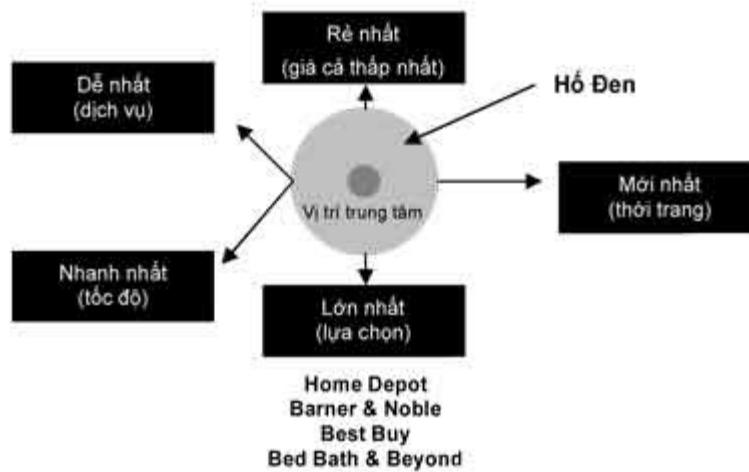 Rẻ nhất
(giá cả thấp nhất)
Dễ nhất
(dịch vụ)
Hố Đen
Mới nhất
(thời trang)
Vị trí trung tâm
Nhanh nhất
(tốc độ)
Lớn nhất
(lựa chọn)
Home Depot
Barner & Noble
Best Buy
Bed Bath & Beyond